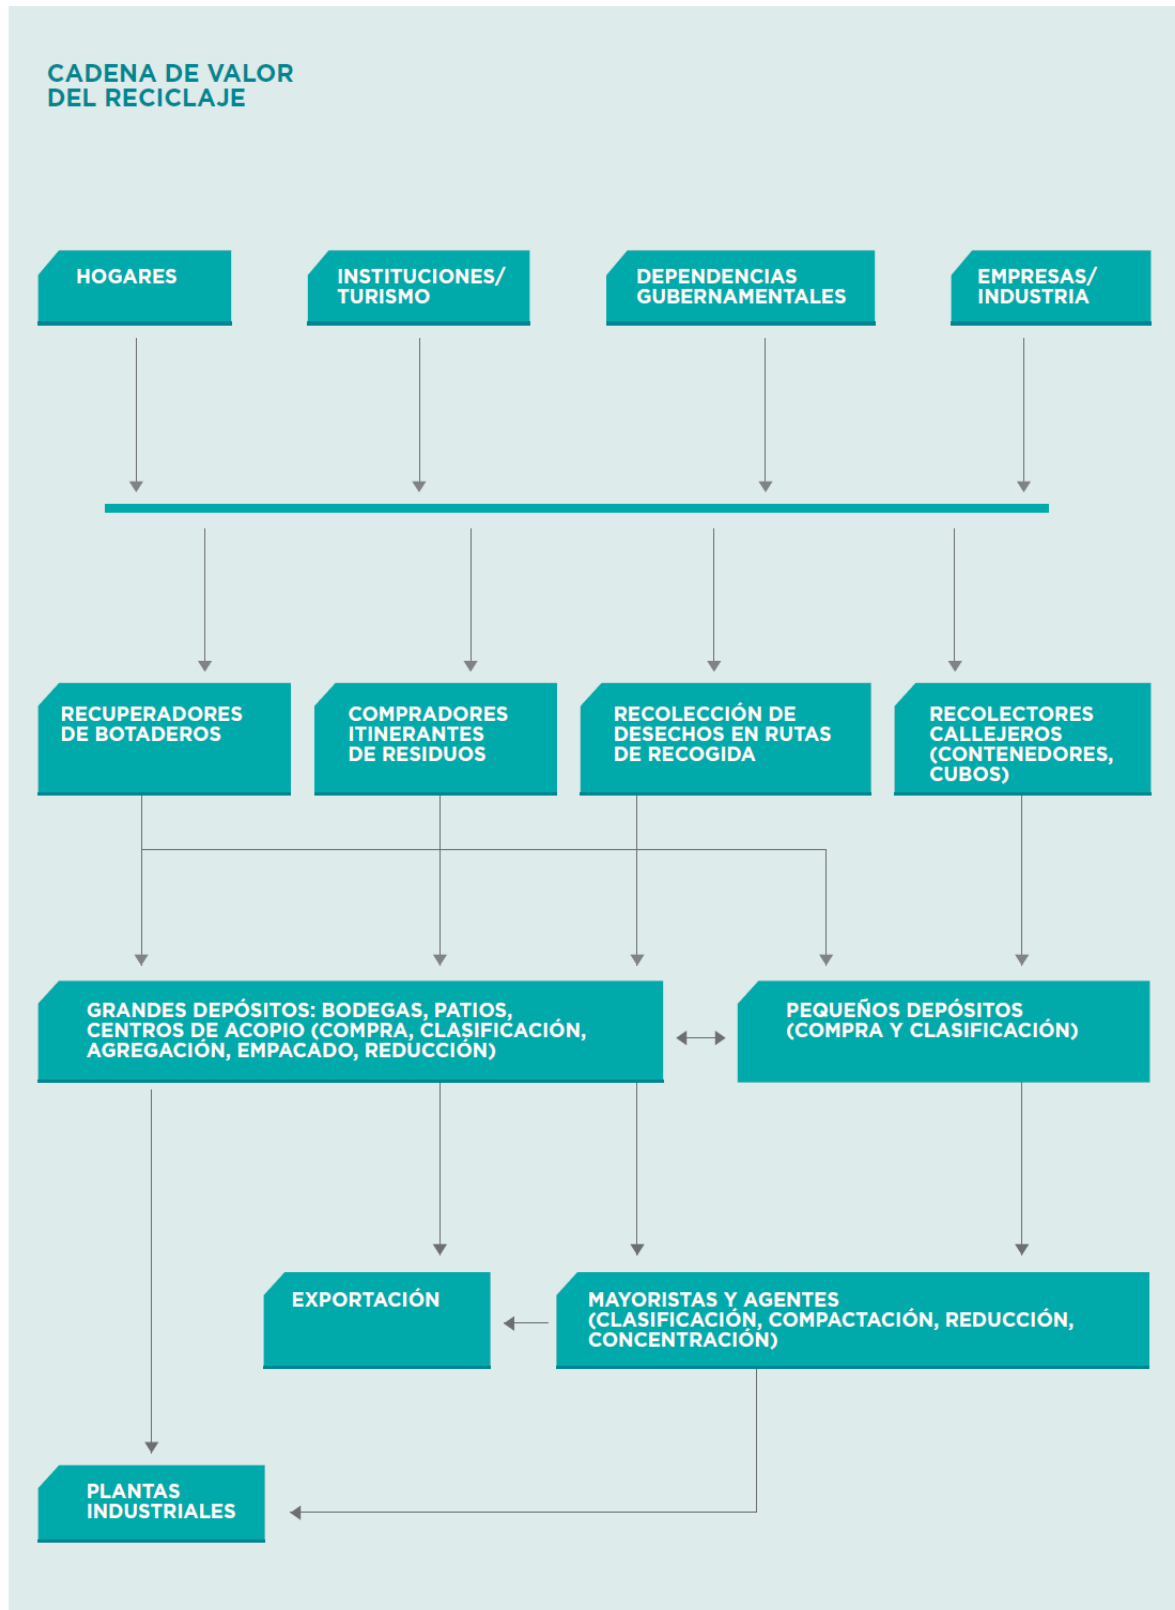 CADENA DE VALOR
DEL RECICLAJE
HOGARES
INSTITUCIONES/
TURISMO
DEPENDENCIAS
GUBERNAMENTALES
EMPRESAS/
INDUSTRIA
RECUPERADORES
DE BOTADEROS
COMPRADORES
ITINERANTES
DE RESIDUOS
RECOLECCIÓN DE
DESECHOS EN RUTAS
DE RECOGIDA
RECOLECTORES
CALLEJEROS
(CONTENEDORES,
CUBOS)
GRANDES DEPÓSITOS: BODEGAS, PATIOS,
CENTROS DE ACOPIO (COMPRA, CLASIFICACIÓN,
AGREGACIÓN, EMPACADO, REDUCCIÓN)
PEQUEÑOS DEPÓSITOS
(COMPRA Y CLASIFICACIÓN)
EXPORTACIÓN
MAYORISTAS Y AGENTES
(CLASIFICACIÓN, COMPACTACIÓN, REDUCCIÓN,
CONCENTRACIÓN)
PLANTAS
INDUSTRIALES